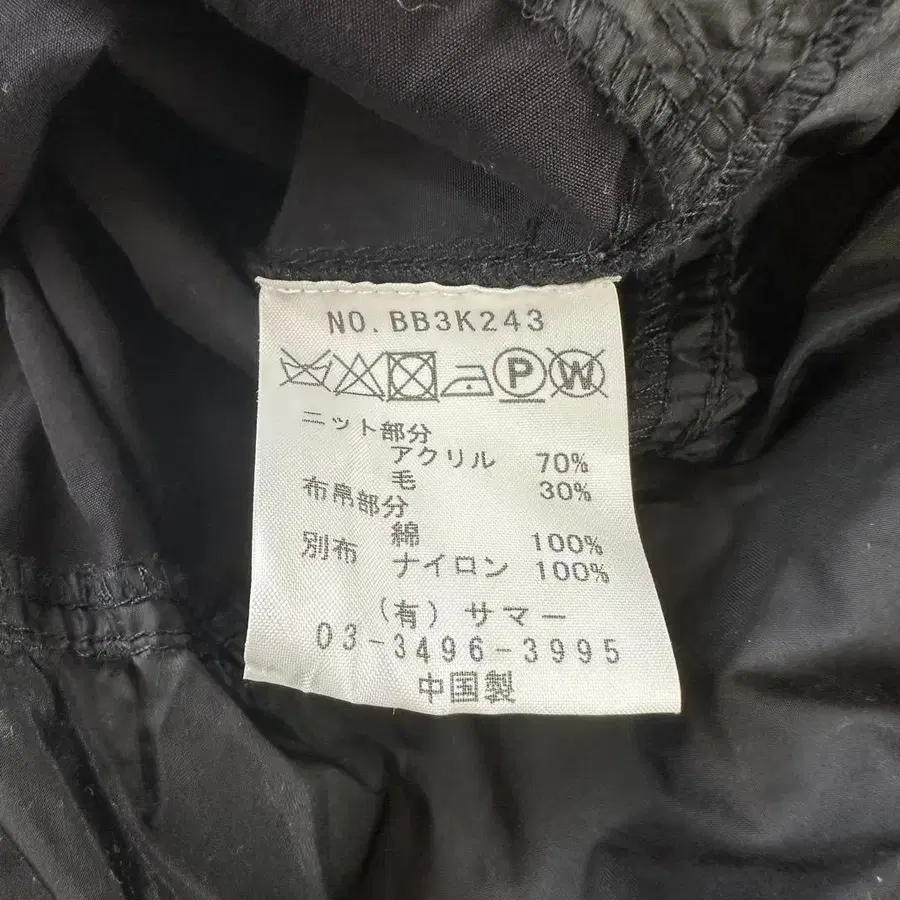 NO.BB3K243
P W
ニット部分
アクリル 70%
毛 30%
布帛部分
綿 100%
別布 ナイロン 100%
(有)サマー
03-3496-3995
中国製